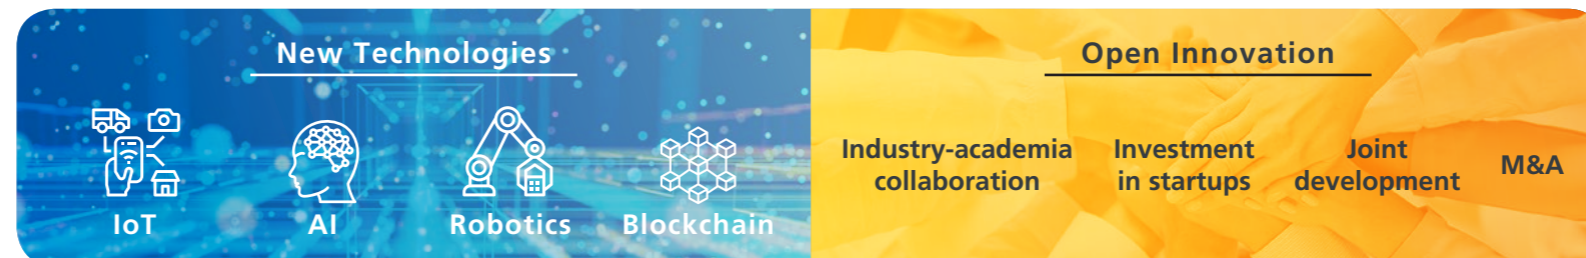 New Technologies
IoT
AI
Robotics
Blockchain
Open Innovation
Industry-academia
collaboration
Investment
in startups
Joint
development
M&A